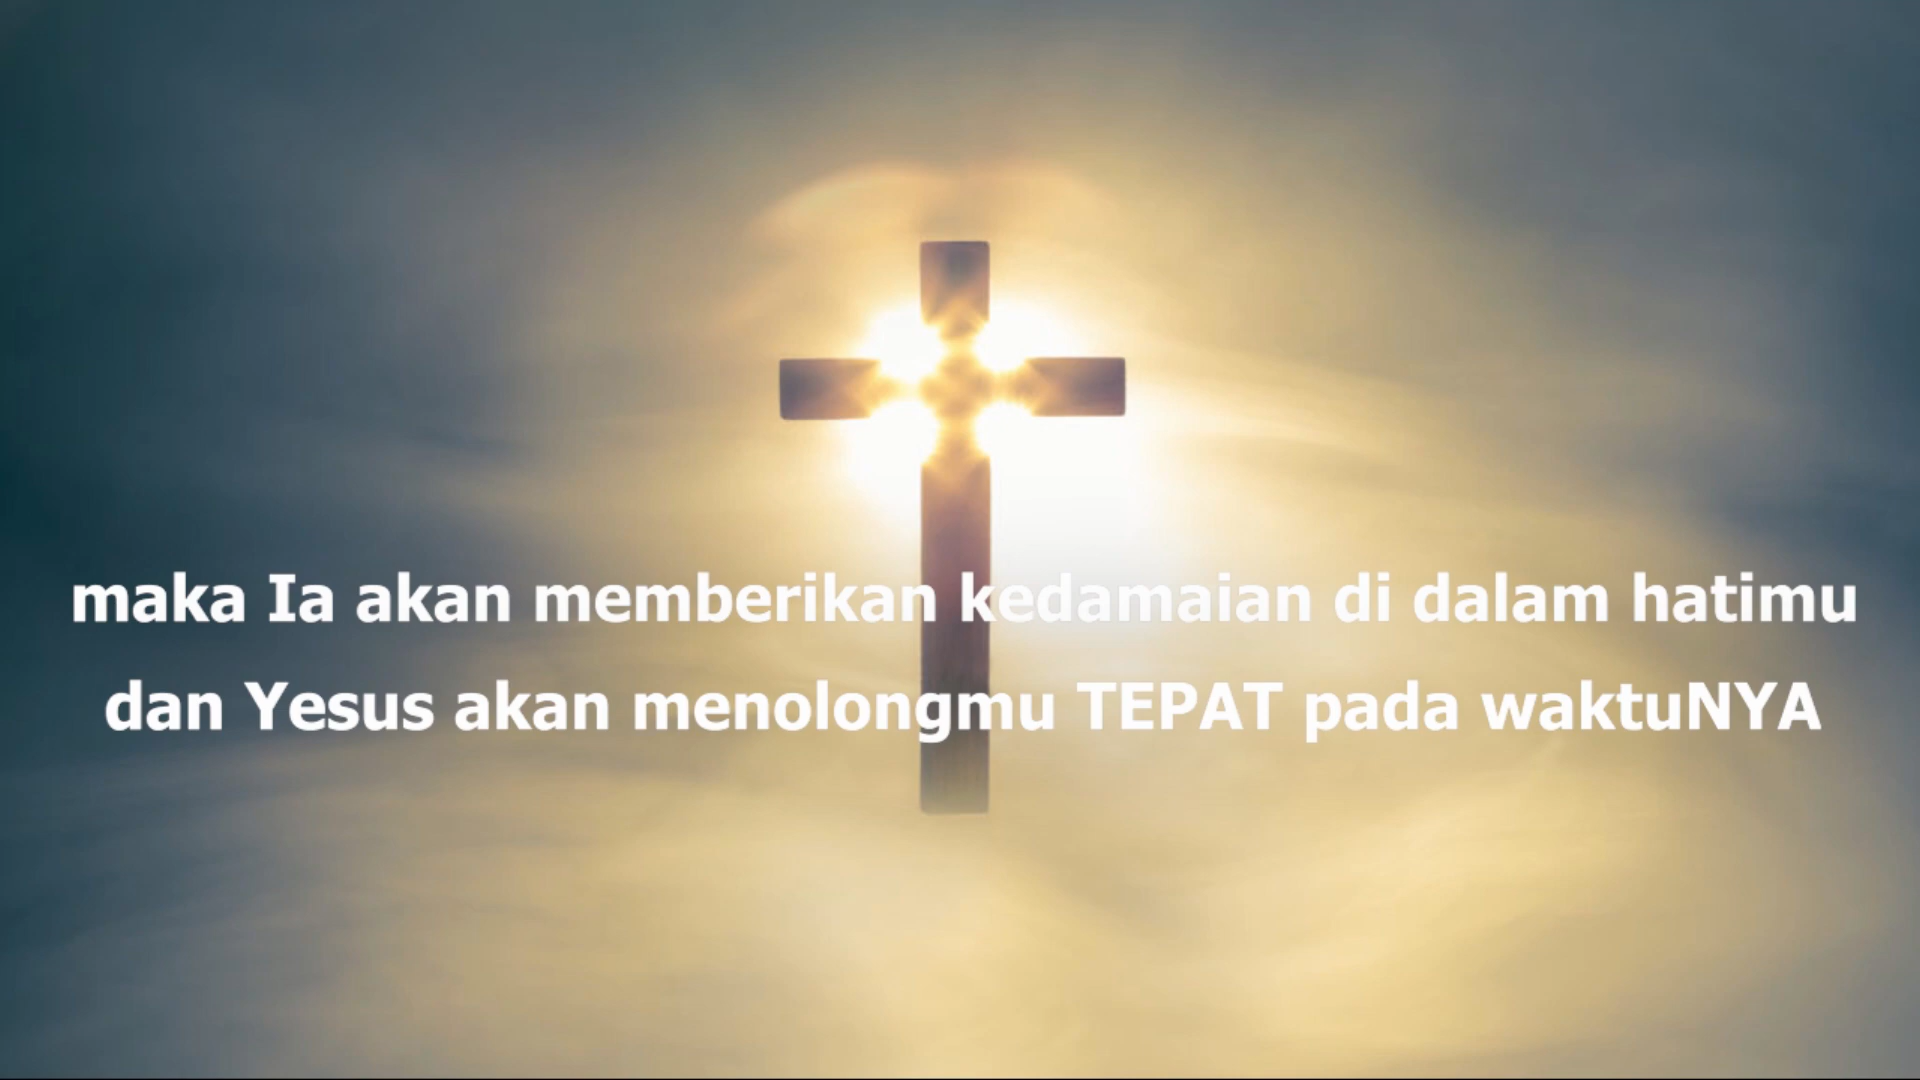 maka Ia akan memberikan kedamaian di dalam hatimu
dan Yesus akan menolongmu TEPAT pada waktuNYA